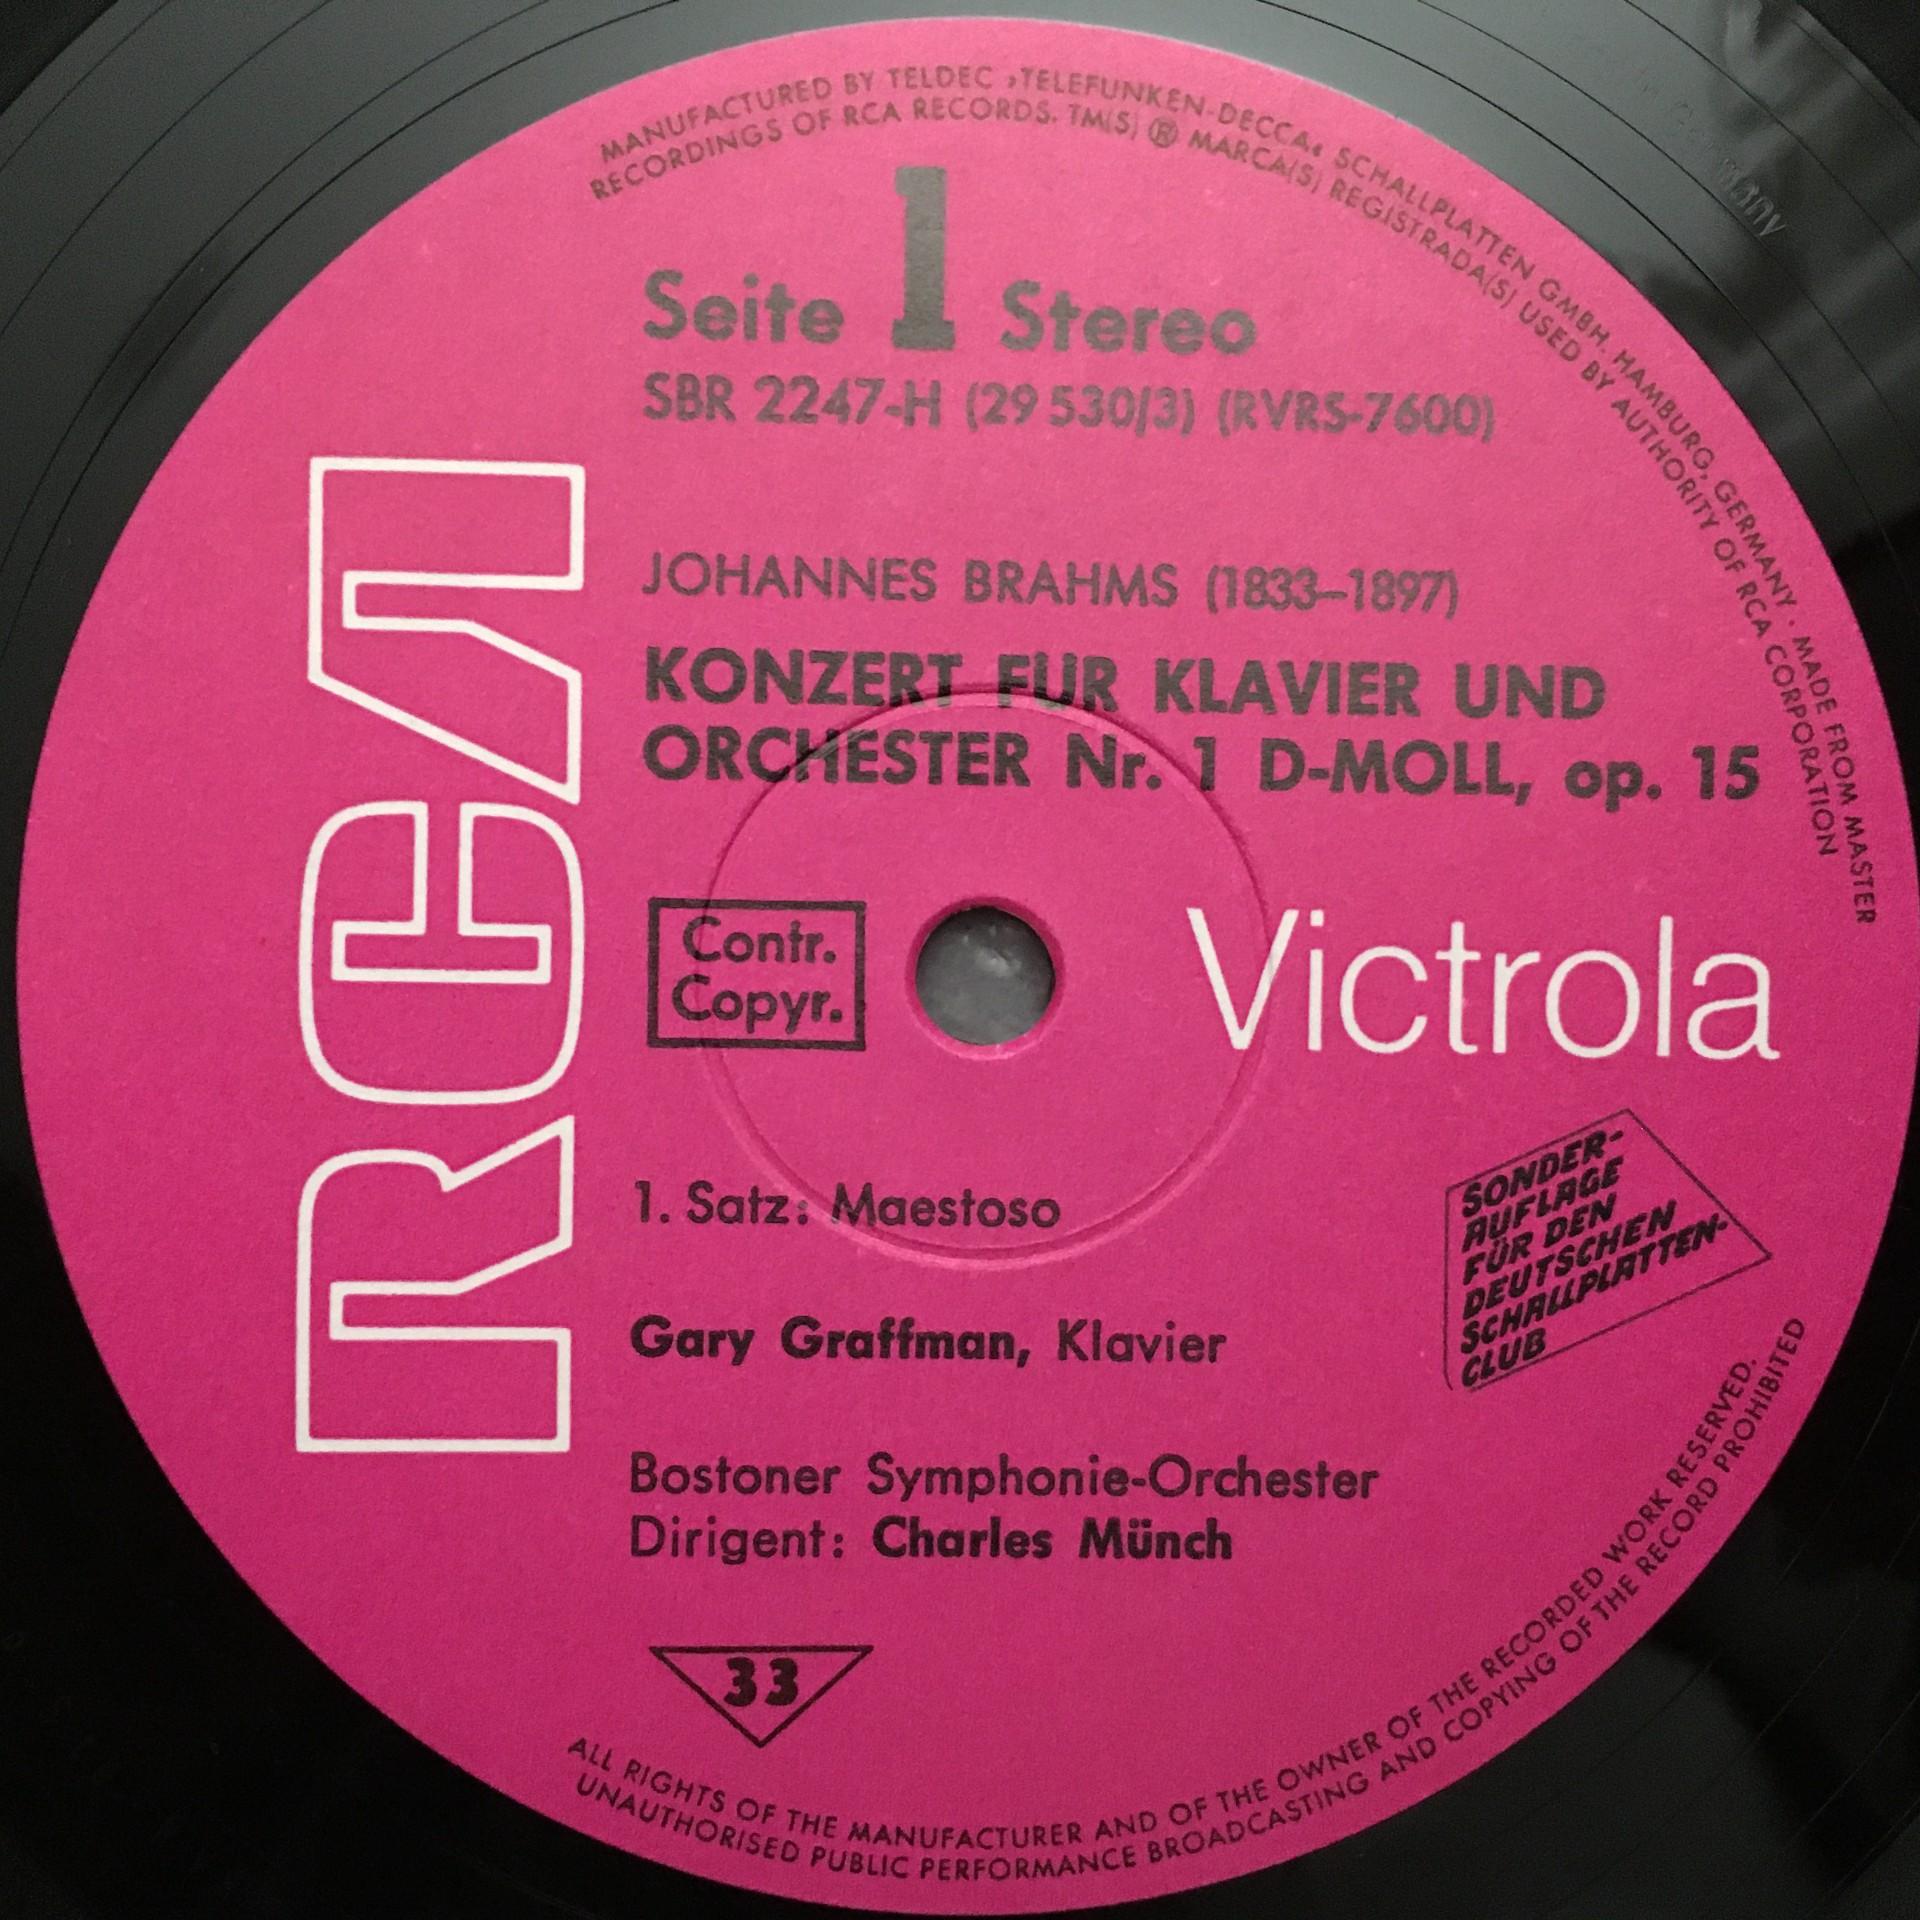 MANUFACTURED BY TELDEC ›TELEFUNKEN-DECCA‹ SCHALLPLATTEN GMBH. HAMBURG, GERMANY · MADE FROM MASTER
RECORDINGS OF RCA RECORDS. TM(S) ® MARCA(S) REGISTRADA(S) USED BY AUTHORITY OF RCA CORPORATION
Seite 1 Stereo
SBR 2247-H (29 530/3) (RVRS-7600)
RCA
JOHANNES BRAHMS (1833–1897)
KONZERT FÜR KLAVIER UND
ORCHESTER Nr. 1 D-MOLL, op. 15
Contr.
Copyr.
Victrola
1. Satz: Maestoso
SONDER-
AUFLAGE
FÜR DEN
DEUTSCHEN
SCHALLPLATTEN-
CLUB
Gary Graffman, Klavier
Bostoner Symphonie-Orchester
Dirigent: Charles Münch
33
ALL RIGHTS OF THE MANUFACTURER AND OF THE OWNER OF THE RECORDED WORK RESERVED.
UNAUTHORISED PUBLIC PERFORMANCE BROADCASTING AND COPYING OF THE RECORD PROHIBITED